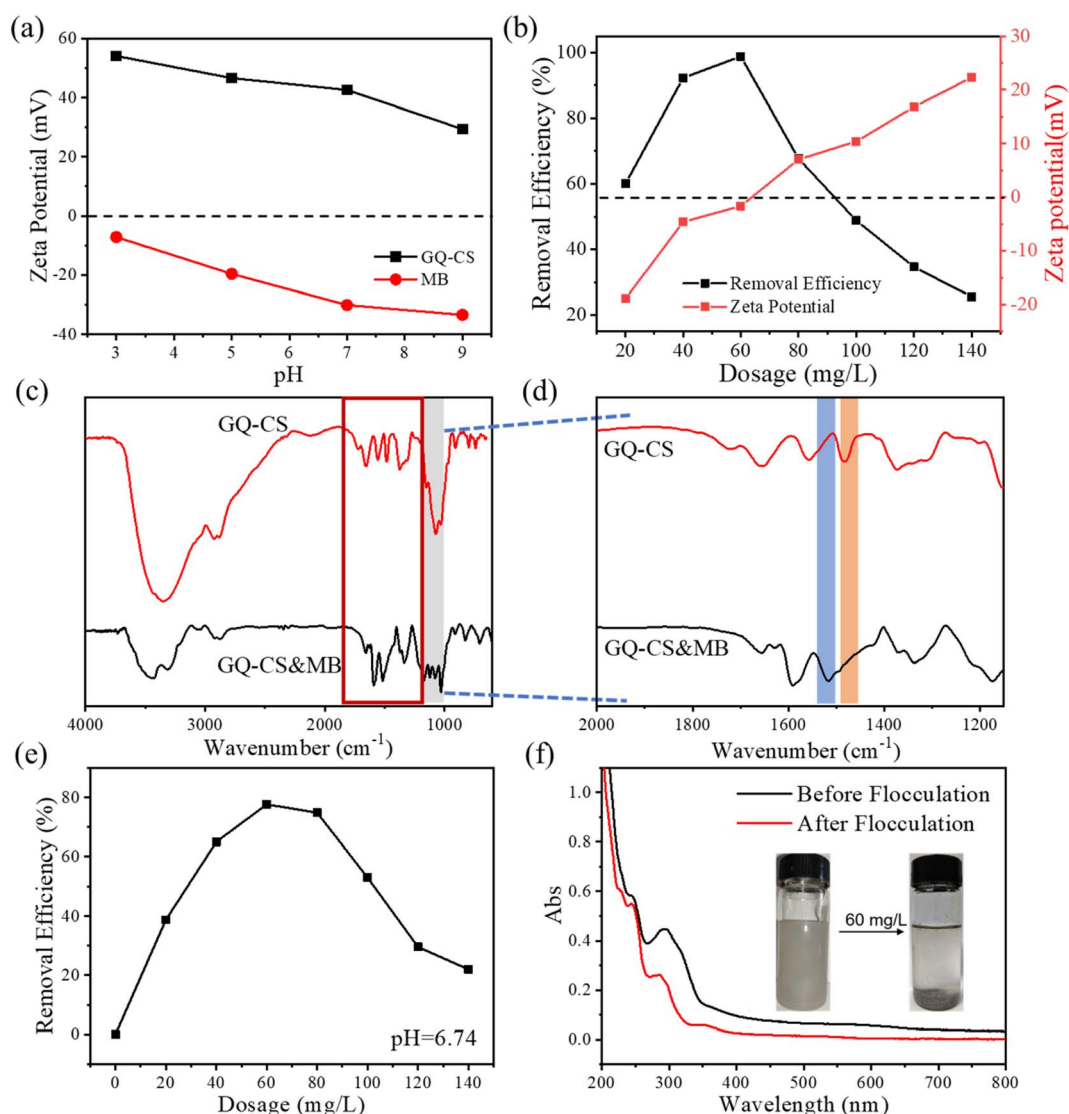 (a)
60
40
20
0
-20
-40
Zeta Potential (mV)
GQ-CS
MB
3 4 5 6 7 8 9
pH
(b)
100
80
60
40
20
Removal Efficiency (%)
Removal Efficiency
Zeta Potential
30
20
10
0
-10
-20
Zeta potential(mV)
20 40 60 80 100 120 140
Dosage (mg/L)
(c)
GQ-CS
GQ-CS&MB
4000 3000 2000 1000
Wavenumber (cm⁻¹)
(d)
GQ-CS
GQ-CS&MB
2000 1800 1600 1400 1200
Wavenumber (cm⁻¹)
(e)
80
60
40
20
0
Removal Efficiency (%)
pH=6.74
0 20 40 60 80 100 120 140
Dosage (mg/L)
(f)
1.0
0.8
0.6
0.4
0.2
0.0
Abs
Before Flocculation
After Flocculation
60 mg/L
200 300 400 500 600 700 800
Wavelength (nm)